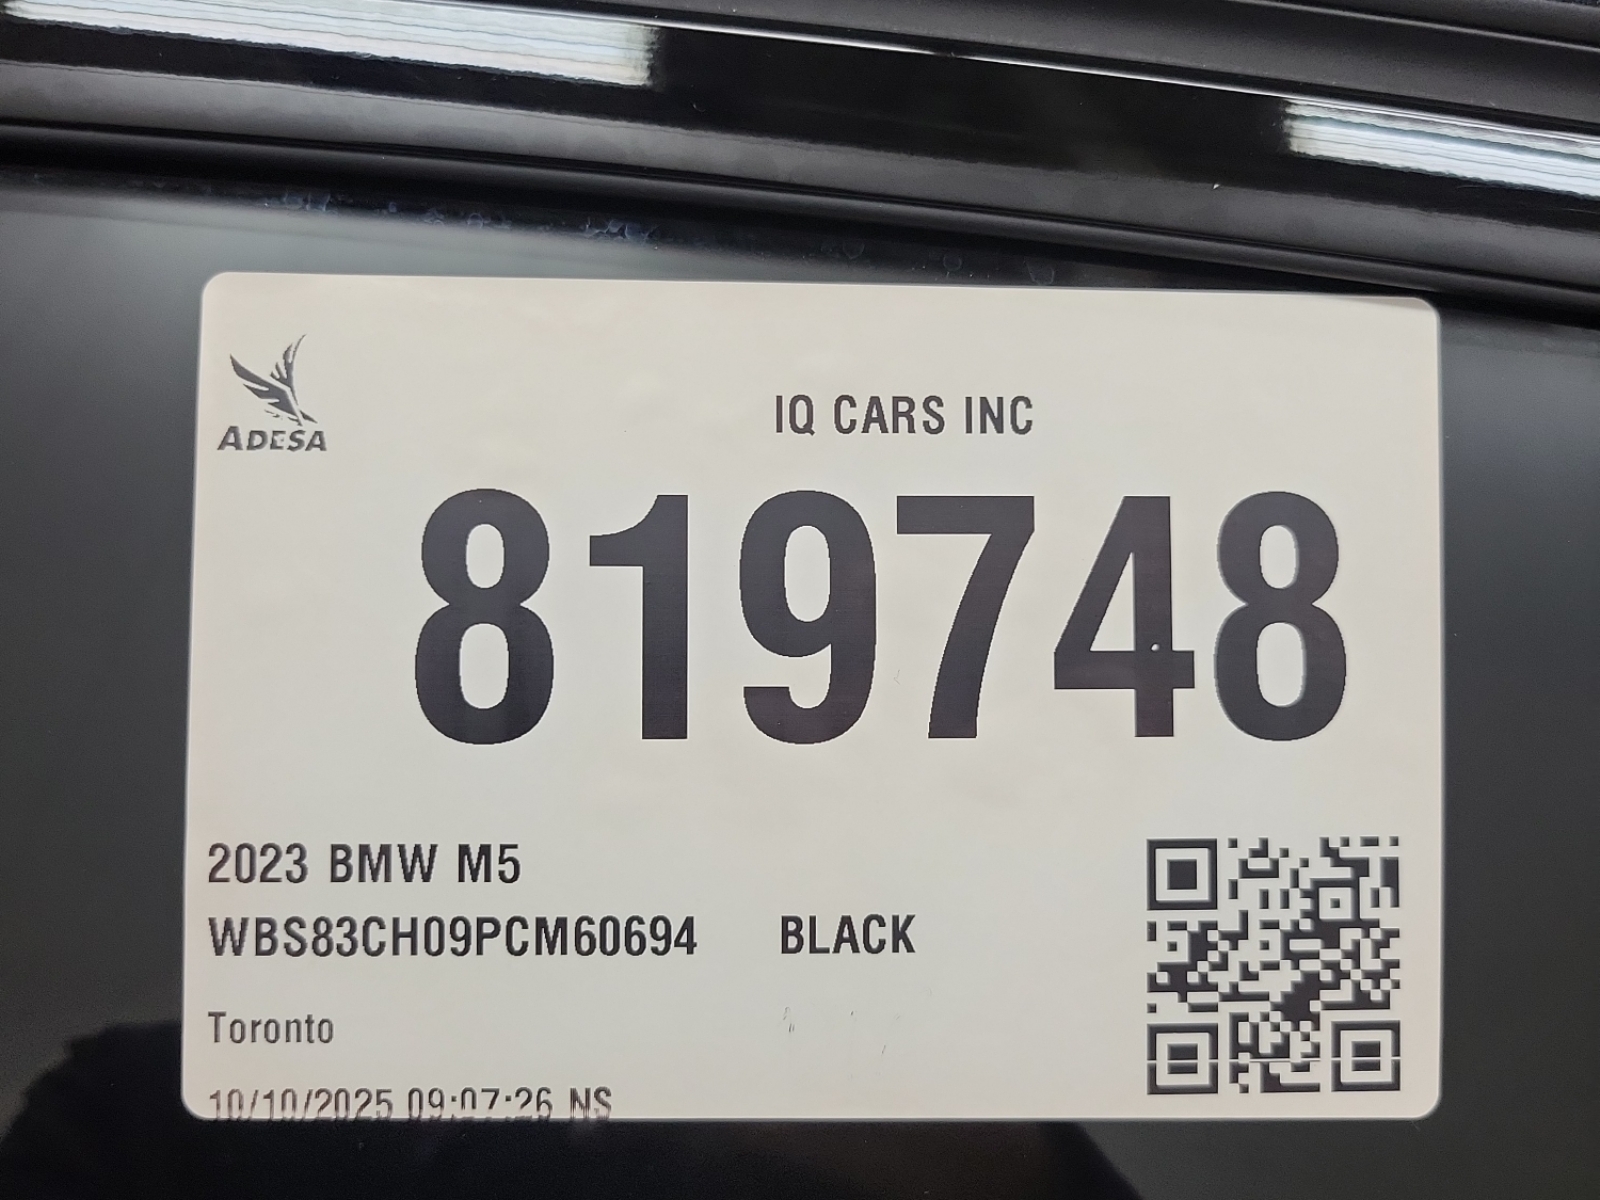 ADESA
IQ CARS INC
819748
2023 BMW M5
WBS83CH09PCM60694 BLACK
Toronto
10/10/2025 09:07:26 NS